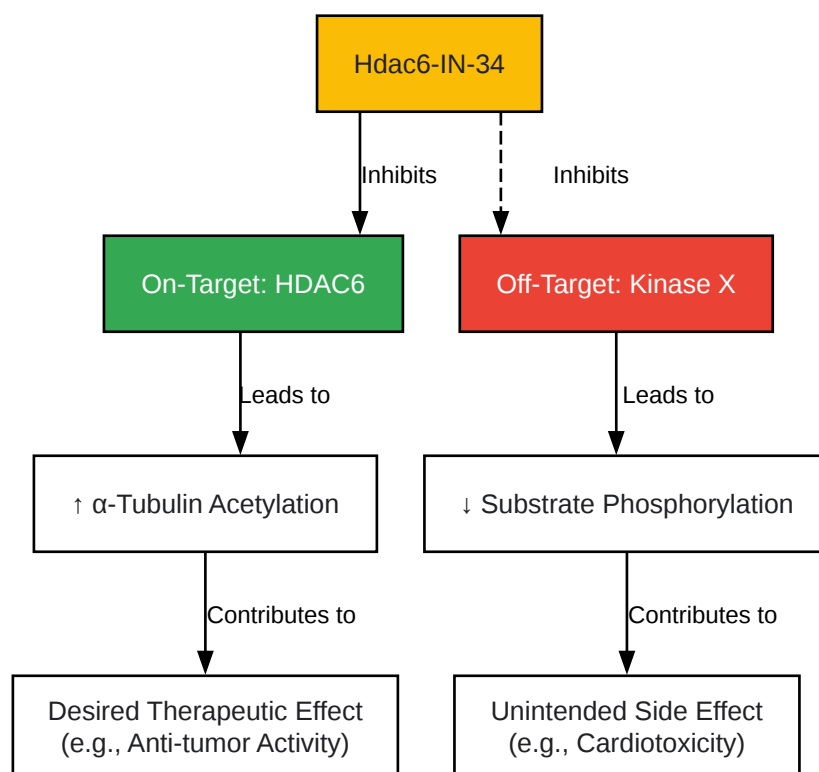 Hdac6-IN-34
Inhibits
Inhibits
On-Target: HDAC6
Off-Target: Kinase X
Leads to
Leads to
↑ α-Tubulin Acetylation
↓ Substrate Phosphorylation
Contributes to
Contributes to
Desired Therapeutic Effect
(e.g., Anti-tumor Activity)
Unintended Side Effect
(e.g., Cardiotoxicity)